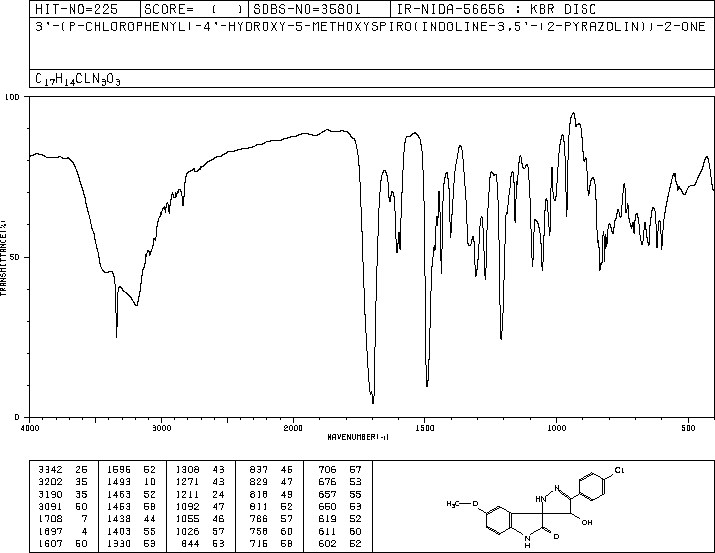 HIT-NO=225 SCORE= ( ) SDBS-NO=35801 IR-NIDA-56656 : KBR DISC
3'-(P-CHLOROPHENYL)-4'-HYDROXY-5-METHOXYSPIRO(INDOLINE-3,5'-(2-PYRAZOLIN))-2-ONE
C17H14CLN3O3
100
50
0
TRANSMITTANCE(%)
4000 3000 2000 1500 1000 500
WAVENUMBER(-1)
3342 25 1596 52 1308 43 837 46 706 57
3202 35 1493 10 1271 43 829 47 676 53
3190 35 1463 52 1211 24 818 49 657 55
3091 60 1453 58 1092 47 811 52 650 53
1708 7 1438 44 1055 46 786 57 619 52
1697 4 1403 55 1026 57 758 60 611 50
1607 50 1330 53 844 53 716 58 602 52
Cl
HN N
H3C O
OH
N O
H